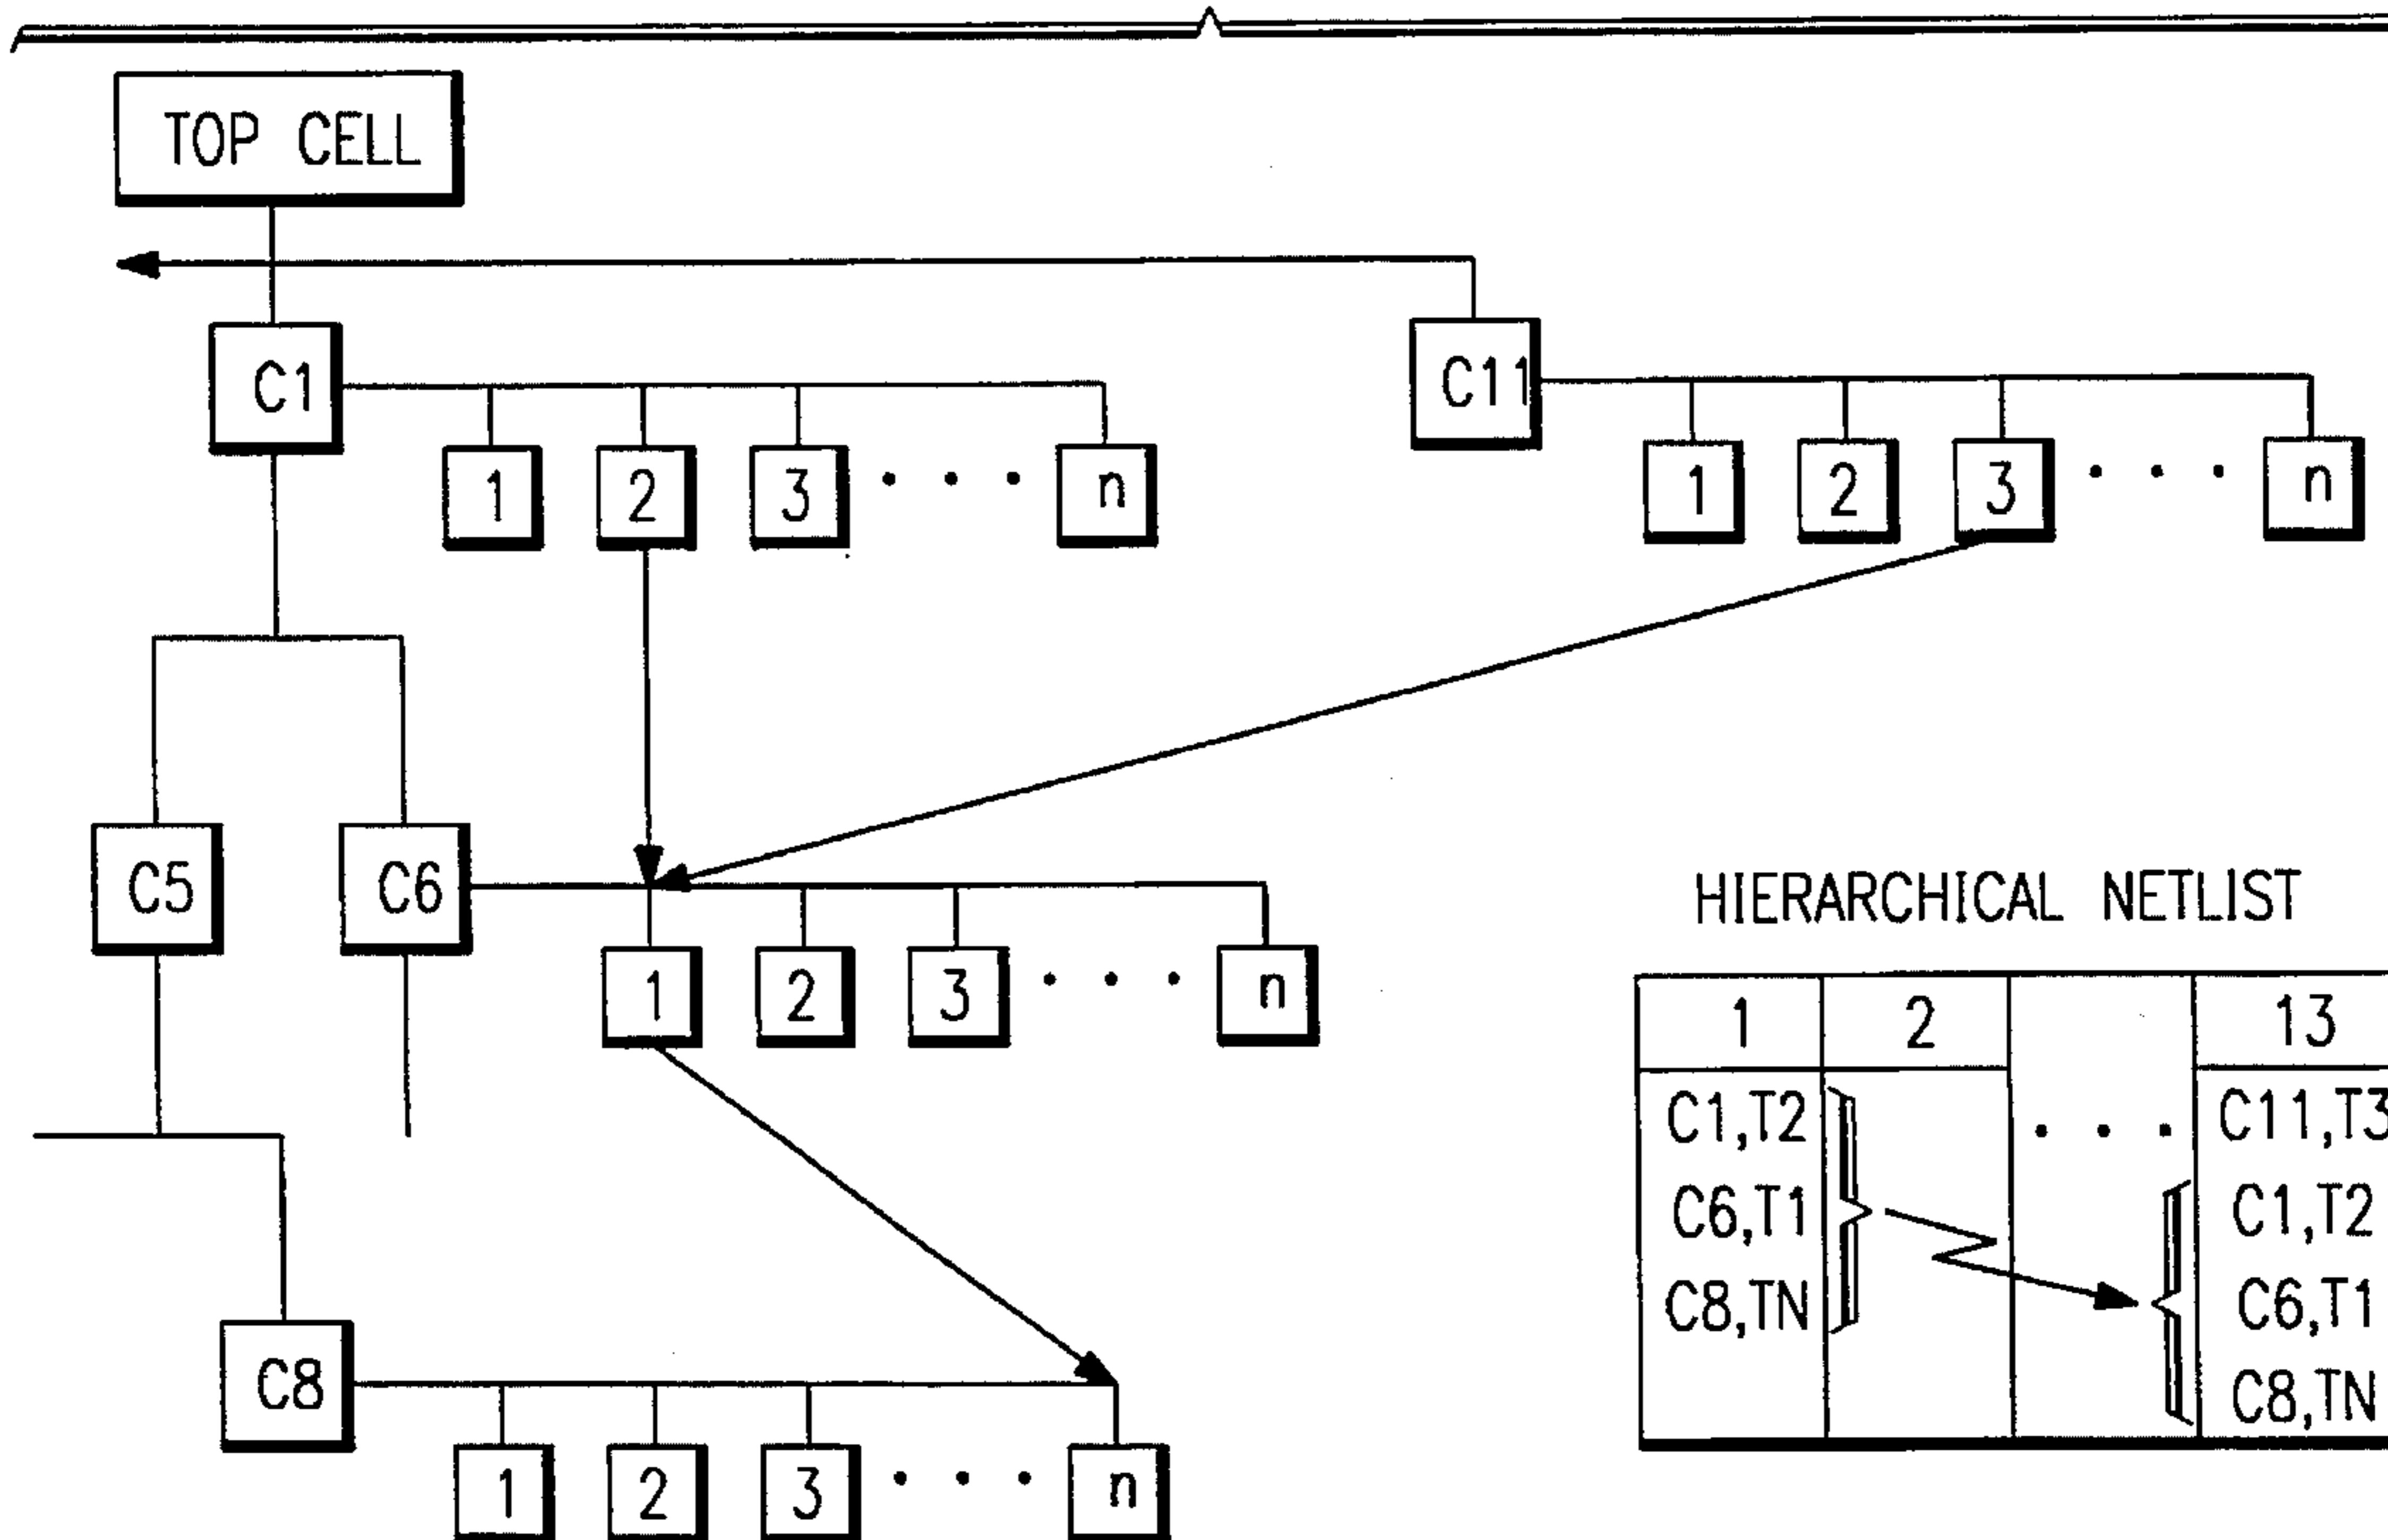 TOP CELL
C1
C11
1 2 3 . . . n
1 2 3 . . . n
C5
C6
1 2 3 . . . n
C8
1 2 3 . . . n
HIERARCHICAL NETLIST
1 2 13
C1,T2 . . . C11,T3
C6,T1 C1,T2
C8,TN C6,T1
C8,TN